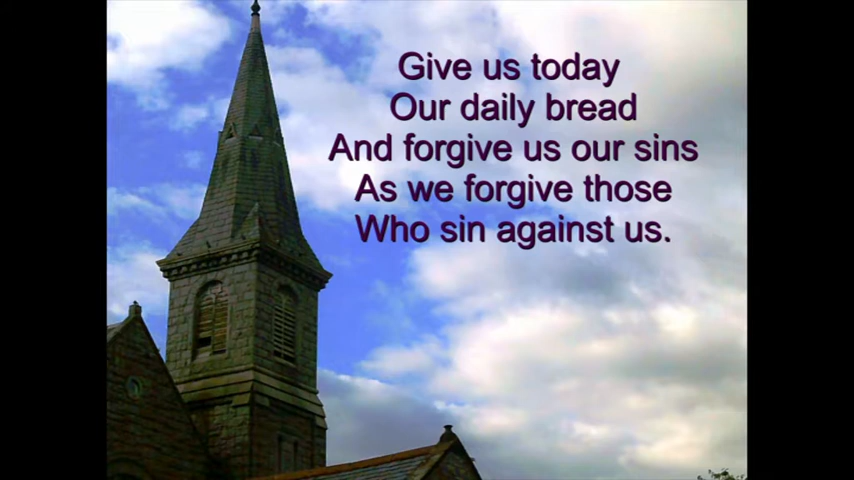 Give us today
Our daily bread
And forgive us our sins
As we forgive those
Who sin against us.